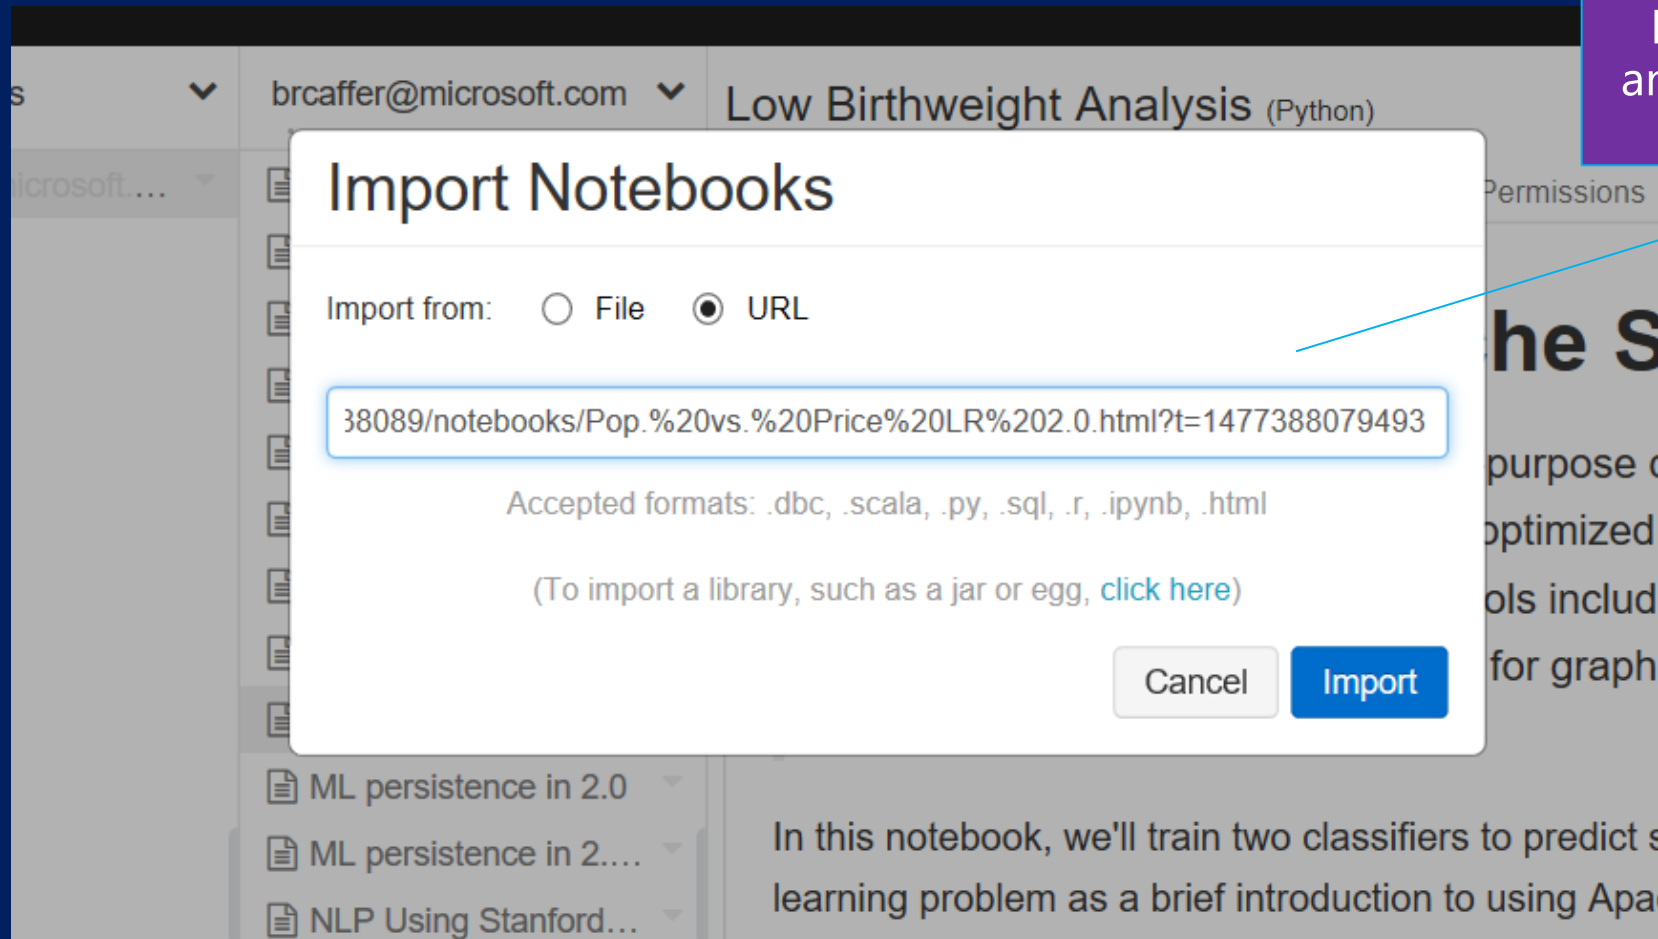 s
brcaffer@microsoft.com
Low Birthweight Analysis (Python)
ar
icrosoft....
Permissions
Import Notebooks
Import from: File URL
38089/notebooks/Pop.%20vs.%20Price%20LR%202.0.html?t=1477388079493
Accepted formats: .dbc, .scala, .py, .sql, .r, .ipynb, .html
(To import a library, such as a jar or egg, click here)
Cancel Import
he S
purpose
optimized
ols includ
for graph
ML persistence in 2.0
ML persistence in 2....
NLP Using Stanford...
In this notebook, we'll train two classifiers to predict s
learning problem as a brief introduction to using Apa